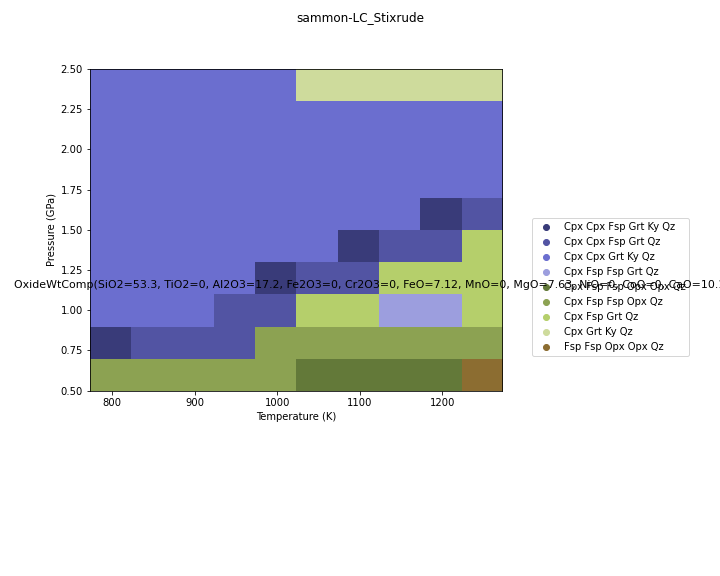 sammon-LC_Stixrude
2.50
2.25
2.00
1.75
1.50
1.25
1.00
0.75
0.50
Pressure (GPa)
800 900 1000 1100 1200
Temperature (K)
OxideWtComp(SiO2=53.3, TiO2=0, Al2O3=17.2, Fe2O3=0, Cr2O3=0, FeO=7.12, MnO=0, MgO=7.63, NiO=0, CoO=0, CaO=10.
Cpx Cpx Fsp Grt Ky Qz
Cpx Cpx Fsp Grt Qz
Cpx Cpx Grt Ky Qz
Cpx Fsp Fsp Grt Qz
Cpx Fsp Fsp Opx Opx Qz
Cpx Fsp Fsp Opx Qz
Cpx Fsp Grt Qz
Cpx Grt Ky Qz
Fsp Fsp Opx Opx Qz